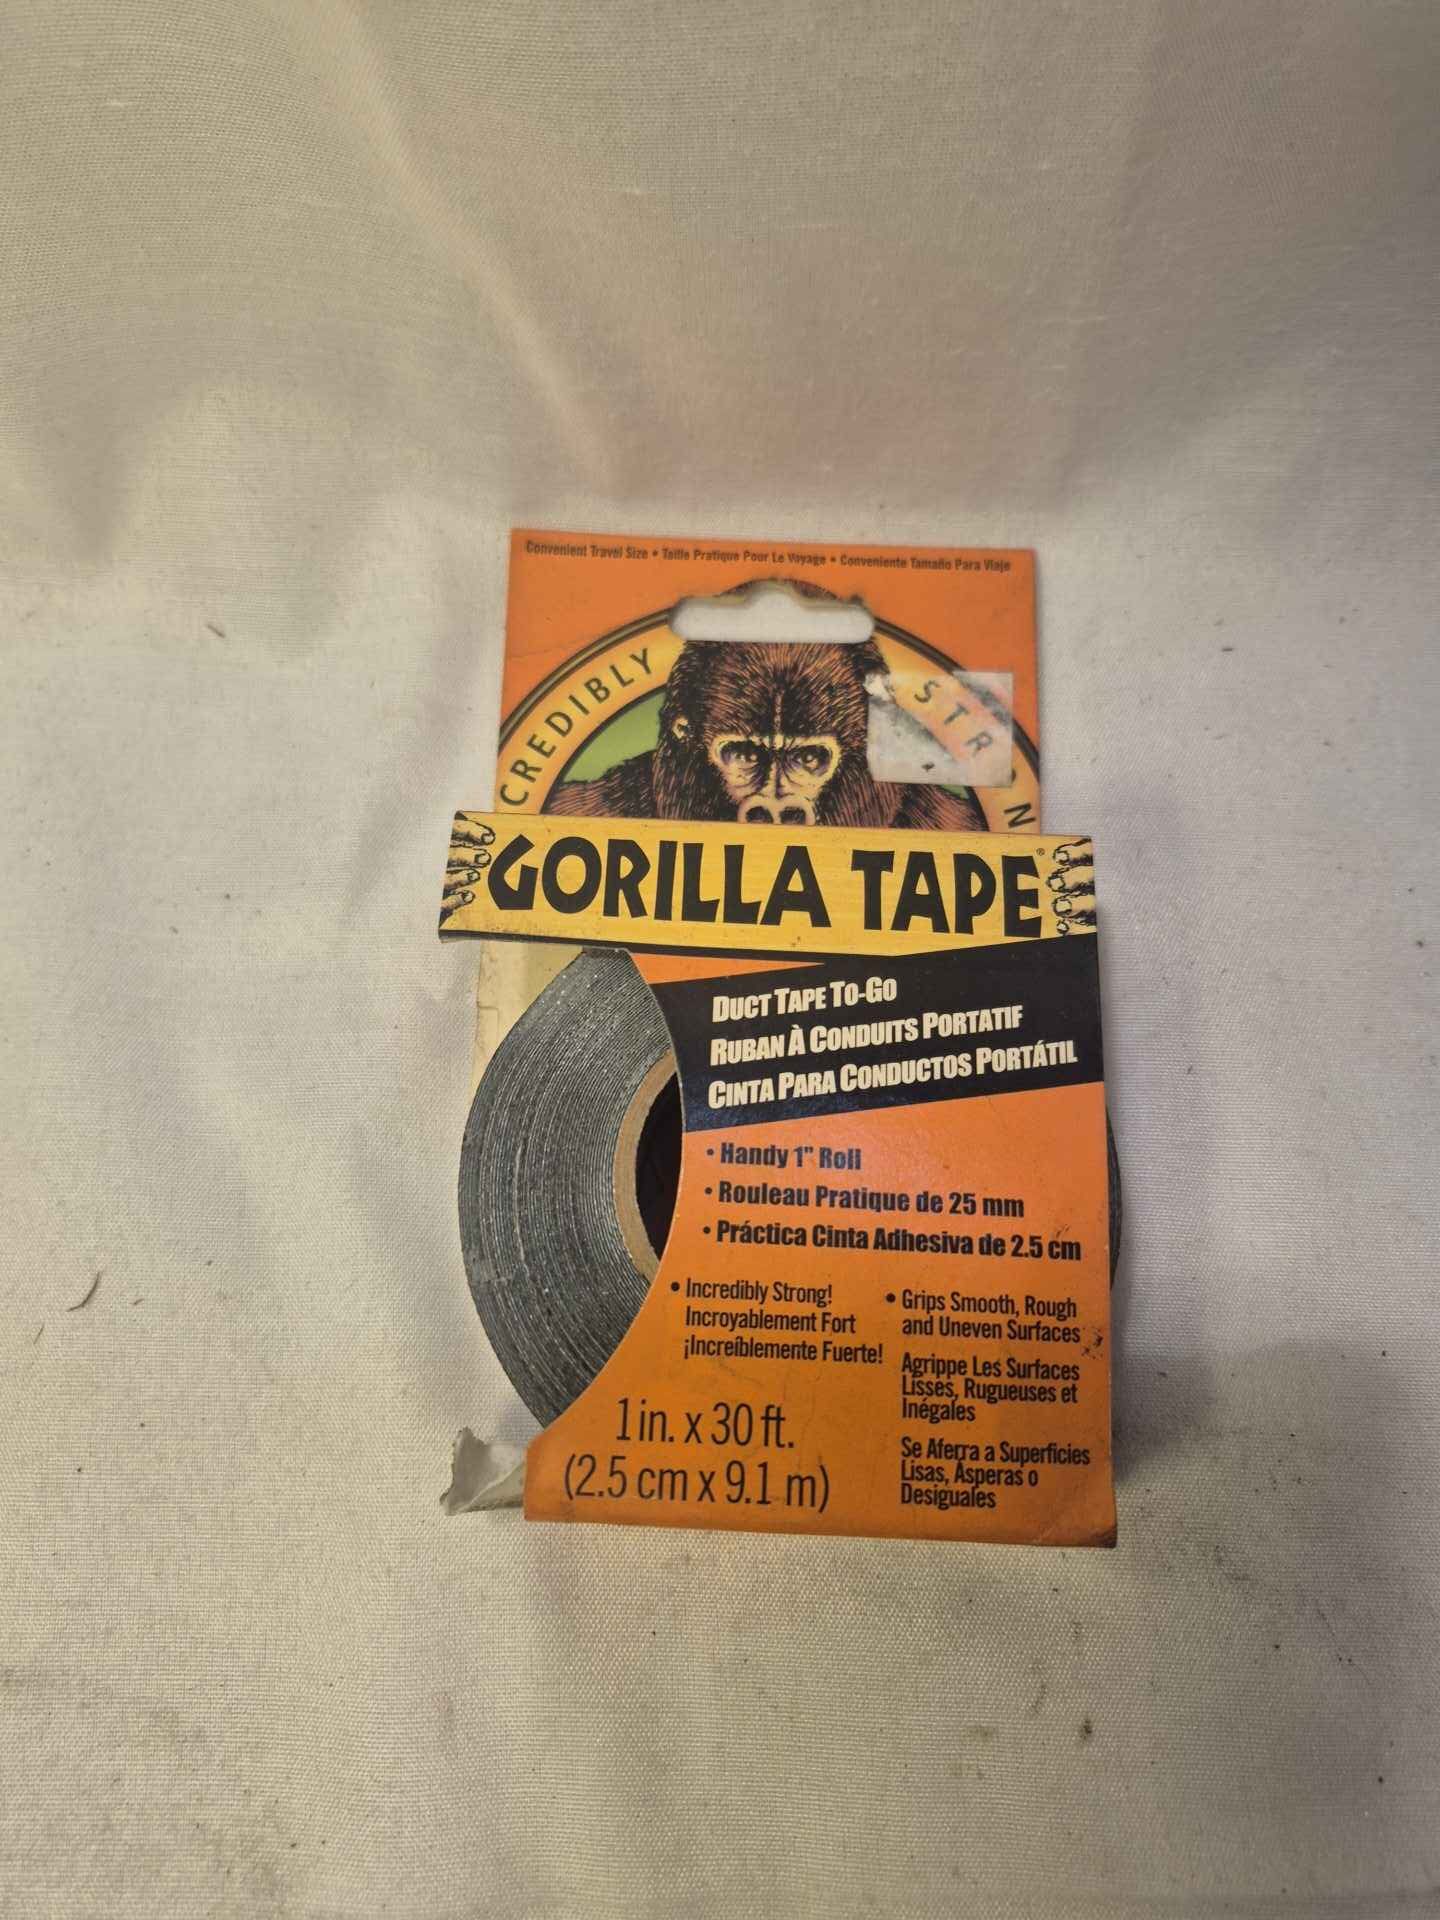 Convenient Travel Size • Taille Pratique Pour Le Voyage • Conveniente Tamaño Para Viaje
CREDIBLY STR N
GORILLA TAPE®
DUCT TAPE TO-GO
RUBAN À CONDUITS PORTATIF
CINTA PARA CONDUCTOS PORTÁTIL
• Handy 1" Roll
• Rouleau Pratique de 25 mm
• Práctica Cinta Adhesiva de 2.5 cm
• Incredibly Strong!
Incroyablement Fort
¡Increíblemente Fuerte!
• Grips Smooth, Rough
and Uneven Surfaces
Agrippe Les Surfaces
Lisses, Rugueuses et
Inégales
Se Aferra a Superficies
Lisas, Ásperas o
Desiguales
1 in. x 30 ft.
(2.5 cm x 9.1 m)